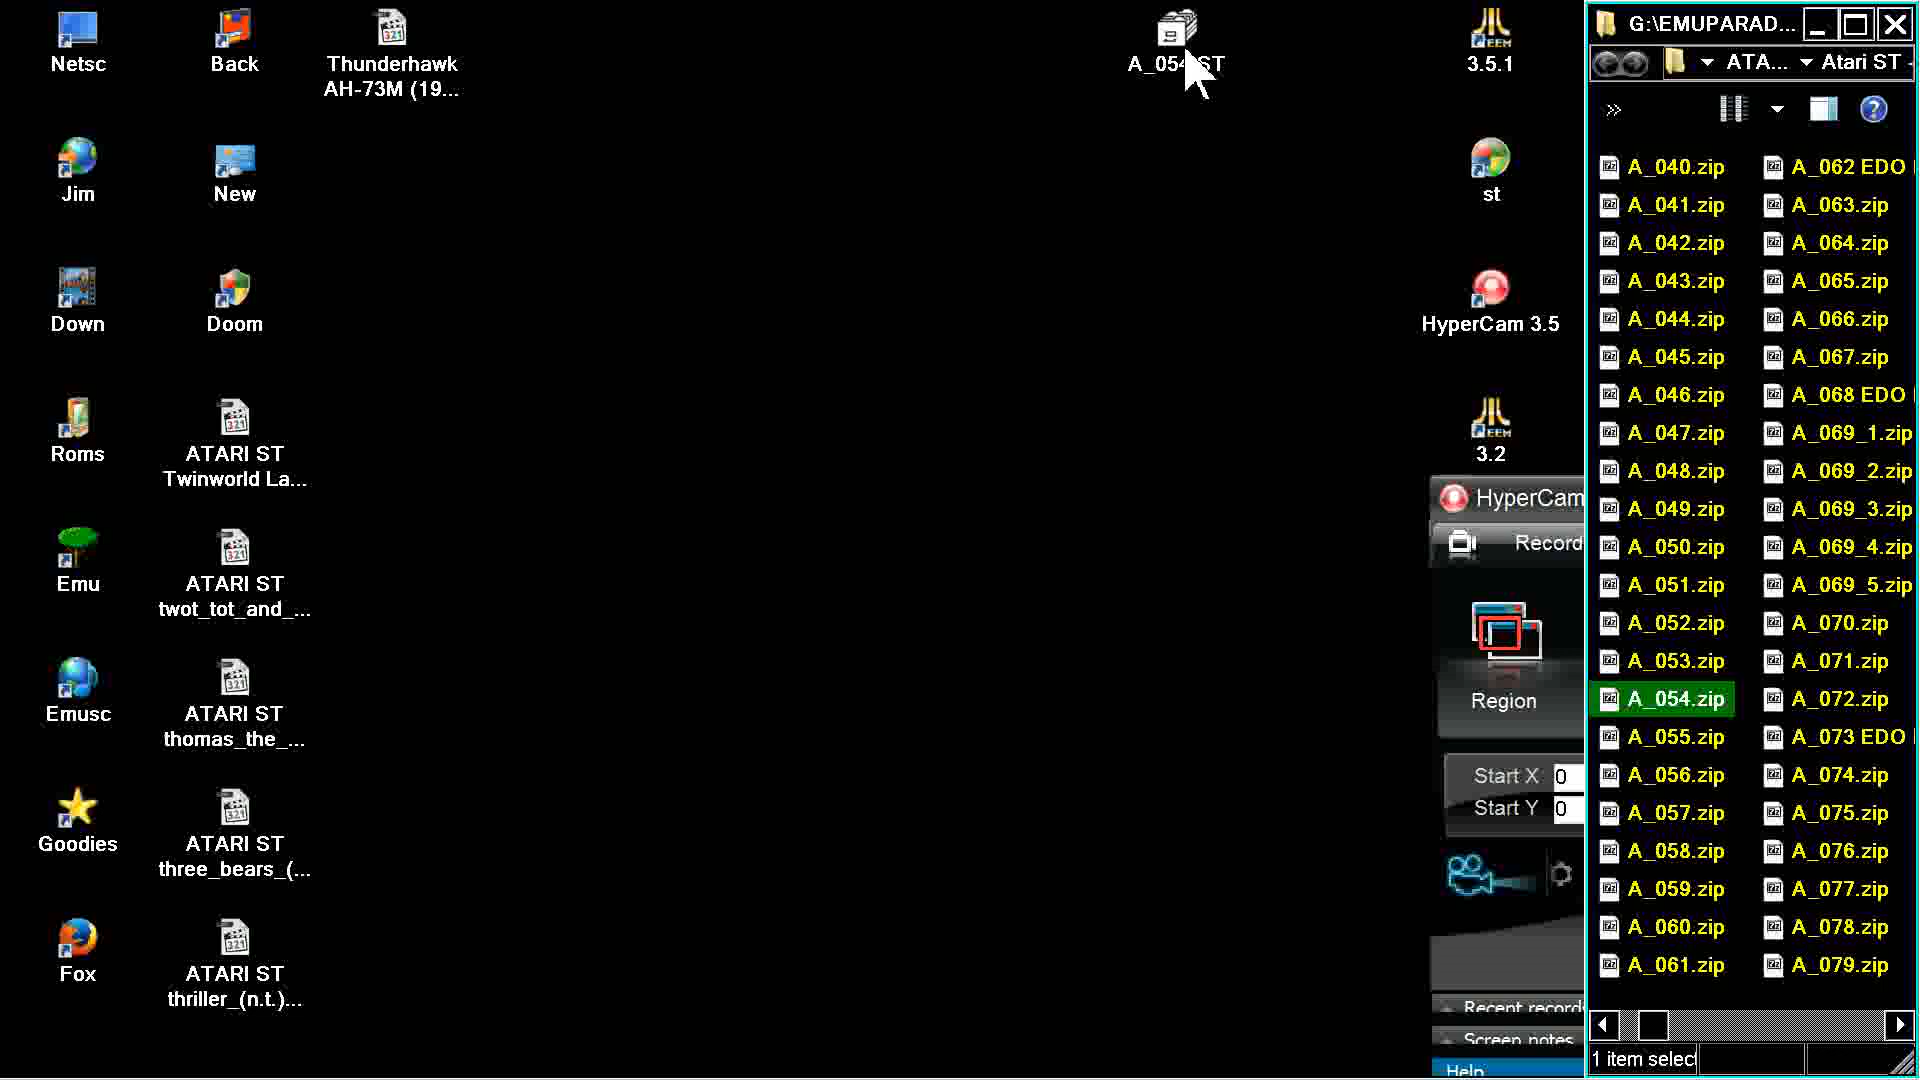 Netsc
Back
Thunderhawk
AH-73M (19...
A_054 ST
3.5.1
Jim
New
st
Down
Doom
HyperCam 3.5
Roms
ATARI ST
Twinworld La...
3.2
Emu
ATARI ST
twot_tot_and_...
Emusc
ATARI ST
thomas_the_...
Goodies
ATARI ST
three_bears_(...
Fox
ATARI ST
thriller_(n.t.)...
HyperCam
Record
Region
Start X 0
Start Y 0
Recent record
Screen notes
Help
G:\EMUPARAD...
ATA... Atari ST
A_040.zip
A_041.zip
A_042.zip
A_043.zip
A_044.zip
A_045.zip
A_046.zip
A_047.zip
A_048.zip
A_049.zip
A_050.zip
A_051.zip
A_052.zip
A_053.zip
A_054.zip
A_055.zip
A_056.zip
A_057.zip
A_058.zip
A_059.zip
A_060.zip
A_061.zip
A_062 EDO
A_063.zip
A_064.zip
A_065.zip
A_066.zip
A_067.zip
A_068 EDO
A_069_1.zip
A_069_2.zip
A_069_3.zip
A_069_4.zip
A_069_5.zip
A_070.zip
A_071.zip
A_072.zip
A_073 EDO
A_074.zip
A_075.zip
A_076.zip
A_077.zip
A_078.zip
A_079.zip
1 item select